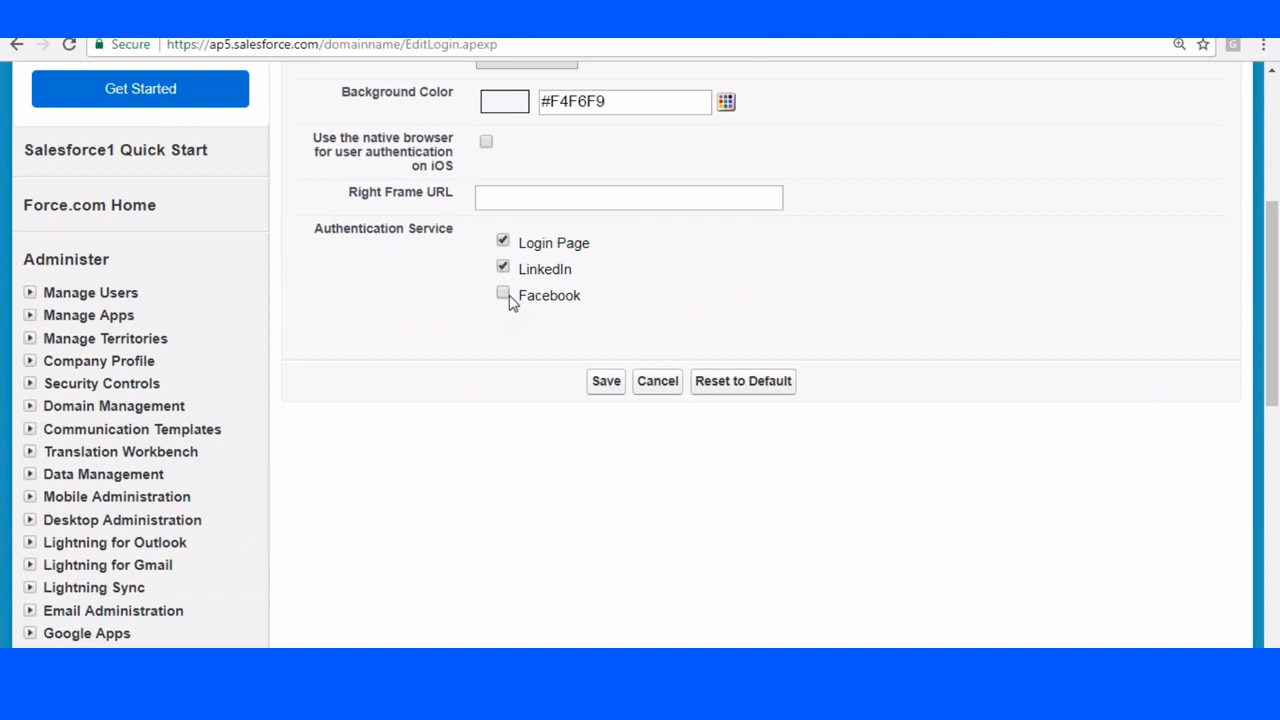 Secure
https://ap5.salesforce.com/domainname/EditLogin.apexp
G
Get Started
Salesforce1 Quick Start
Force.com Home
Administer
Manage Users
Manage Apps
Manage Territories
Company Profile
Security Controls
Domain Management
Communication Templates
Translation Workbench
Data Management
Mobile Administration
Desktop Administration
Lightning for Outlook
Lightning for Gmail
Lightning Sync
Email Administration
Google Apps
Background Color
#F4F6F9
Use the native browser
for user authentication
on iOS
Right Frame URL
Authentication Service
Login Page
LinkedIn
Facebook
Save
Cancel
Reset to Default